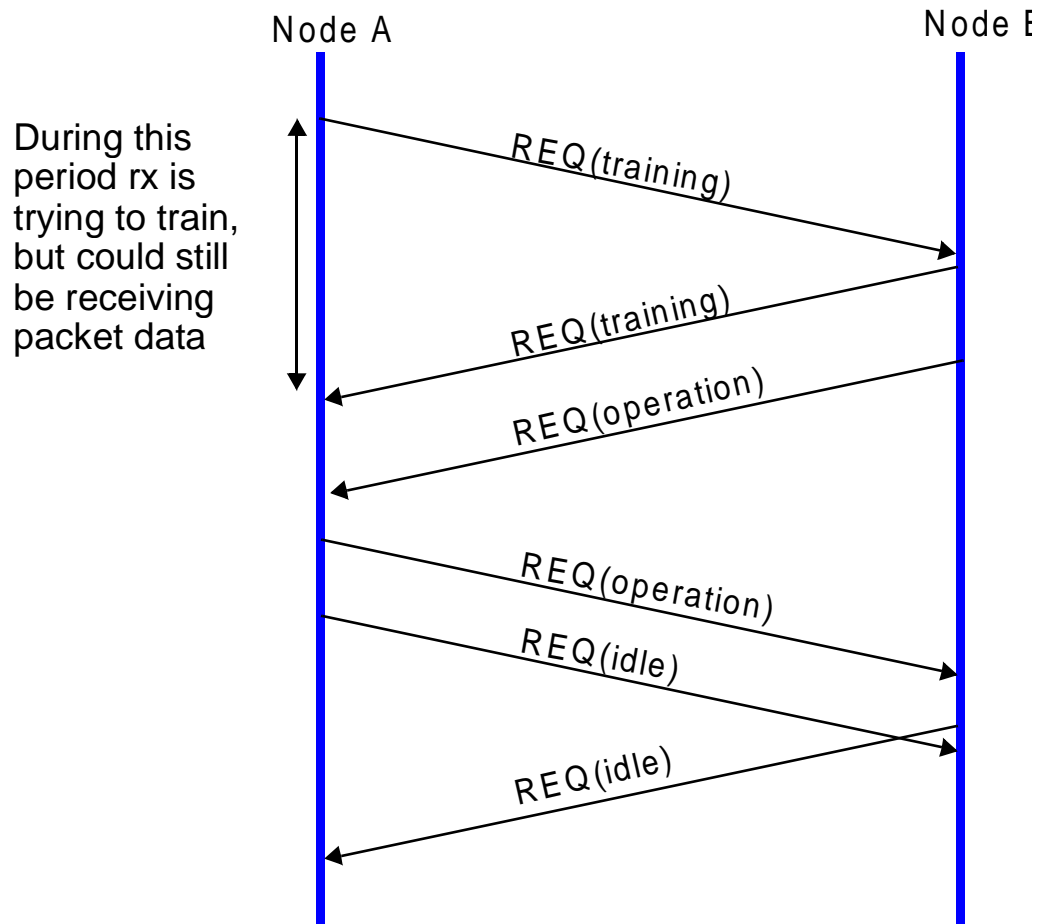 Node A
Node
During this
period rx is
trying to train,
but could still
be receiving
packet data
REQ(training)
REQ(training)
REQ(operation)
REQ(operation)
REQ(idle)
REQ(idle)